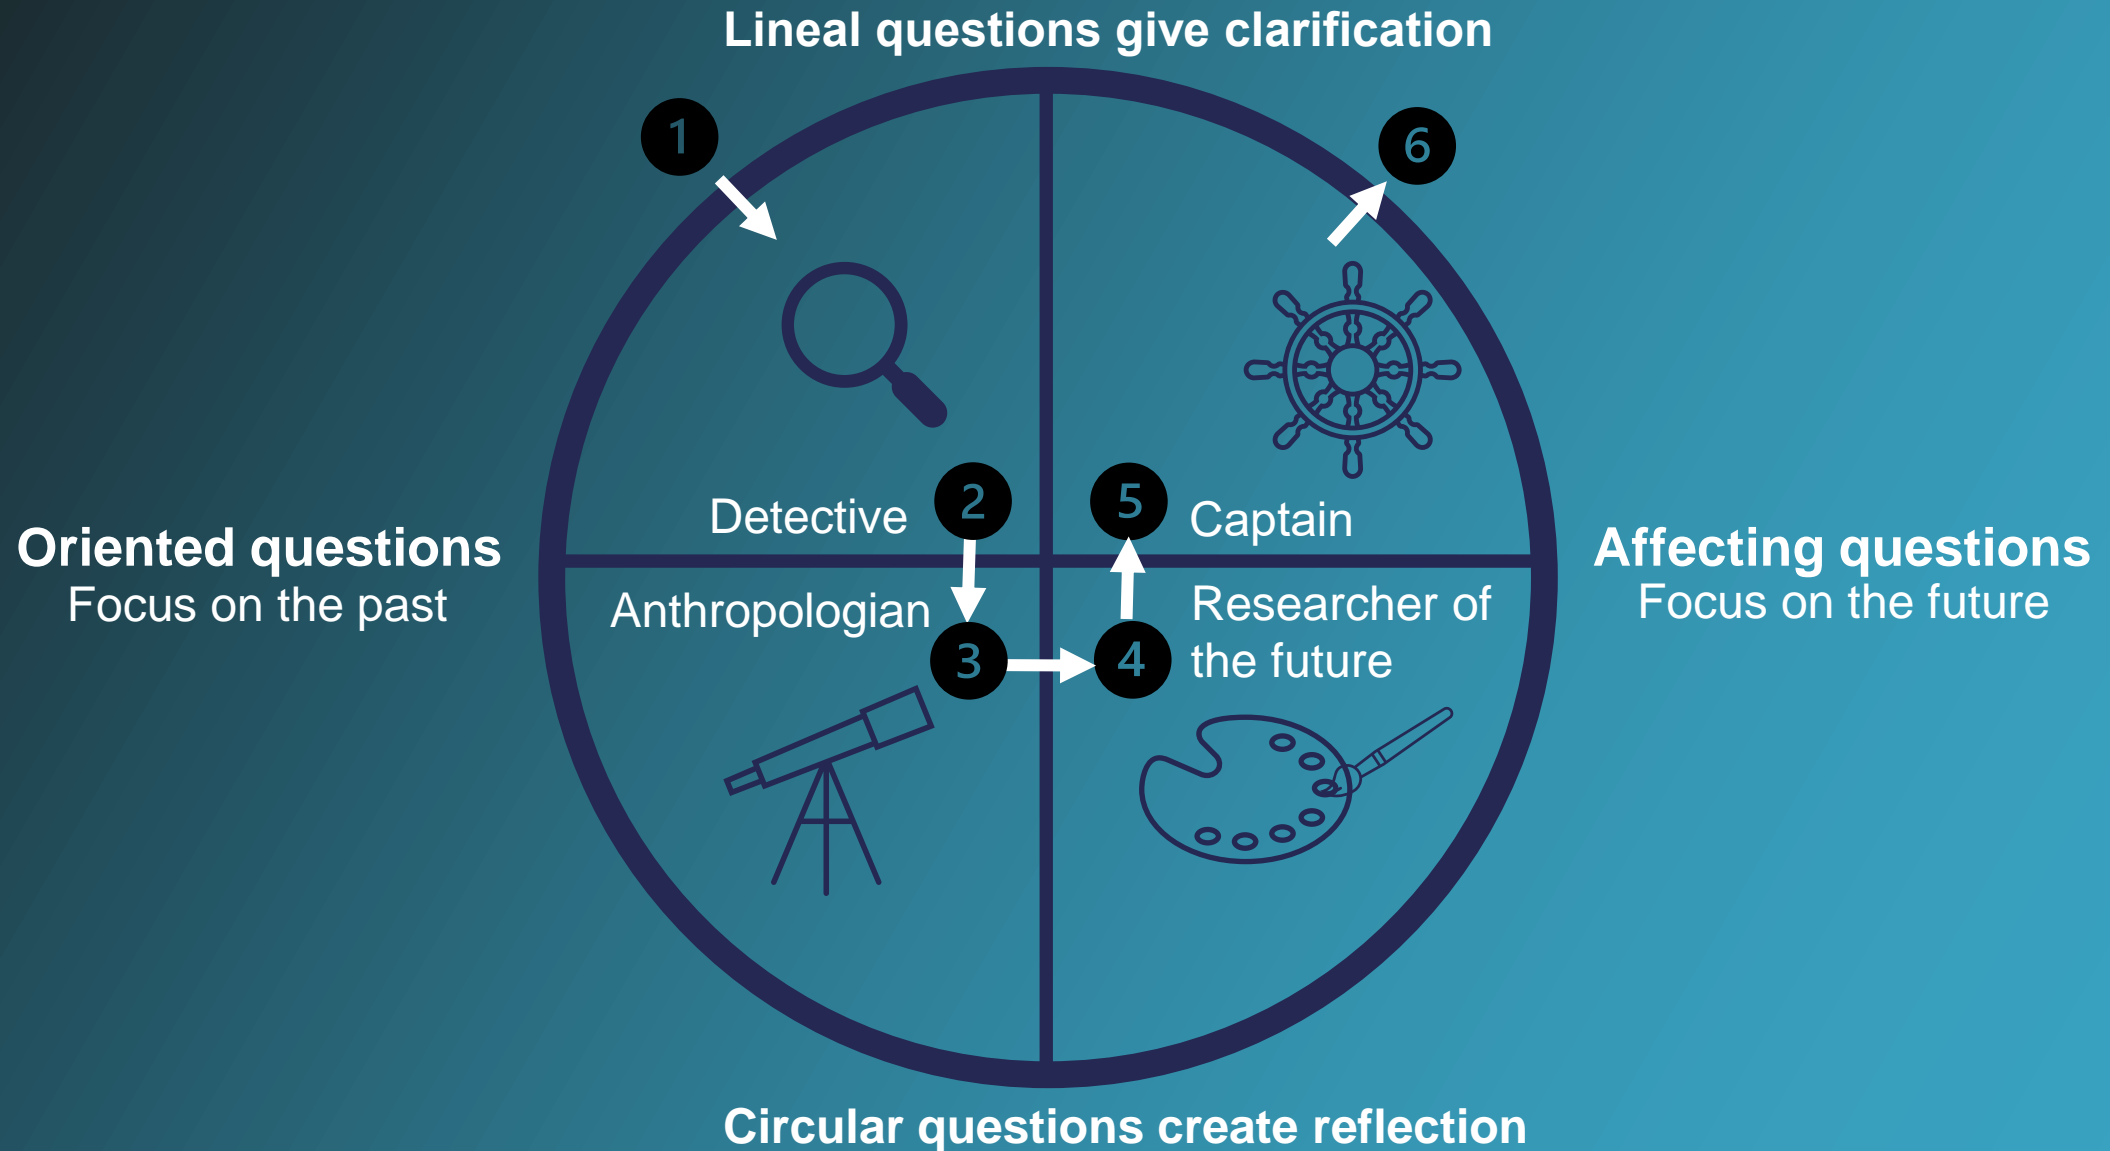 Lineal questions give clarification
1
6
Detective
2
5
Captain
Oriented questions
Focus on the past
Affecting questions
Focus on the future
Anthropologian
3
4
Researcher of
the future
Circular questions create reflection